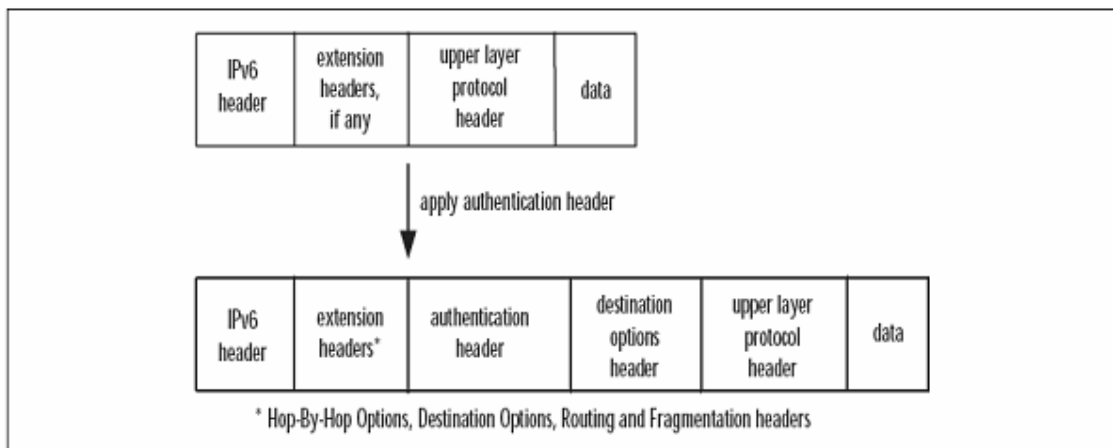 IPv6
header
extension
headers,
if any
upper layer
protocol
header
data
apply authentication header
IPv6
header
extension
headers*
authentication
header
destination
options
header
upper layer
protocol
header
data
* Hop-By-Hop Options, Destination Options, Routing and Fragmentation headers